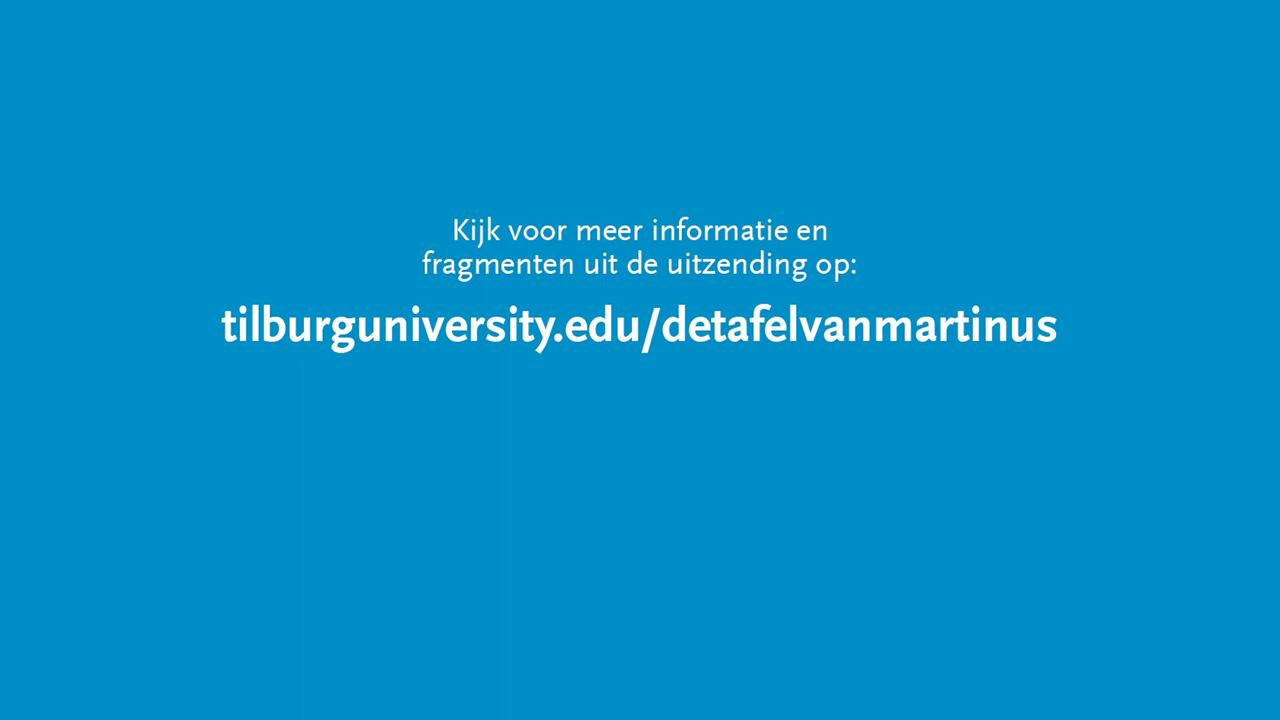 Kijk voor meer informatie en
fragmenten uit de uitzending op:
tilburguniversity.edu/detafelvanmartinus